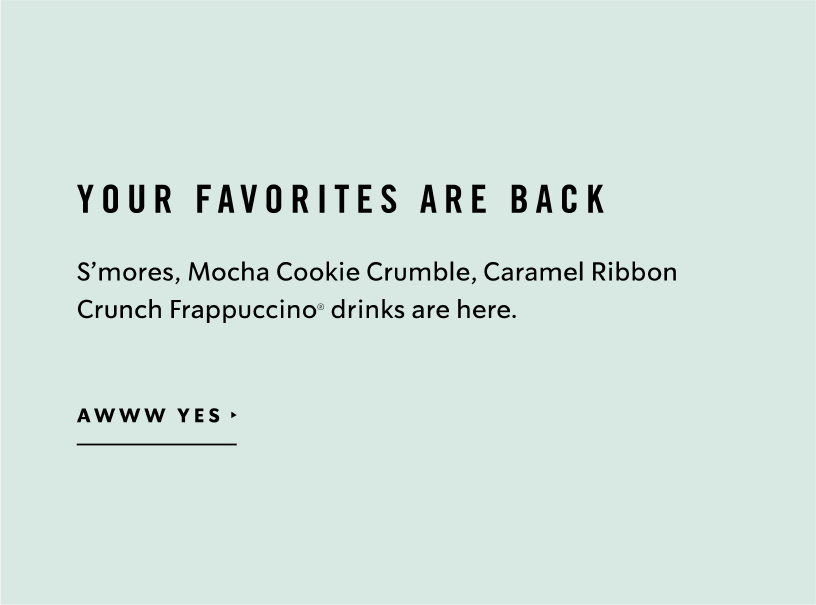 YOUR FAVORITES ARE BACK
S’mores, Mocha Cookie Crumble, Caramel Ribbon
Crunch Frappuccino® drinks are here.
AWWW YES ▸